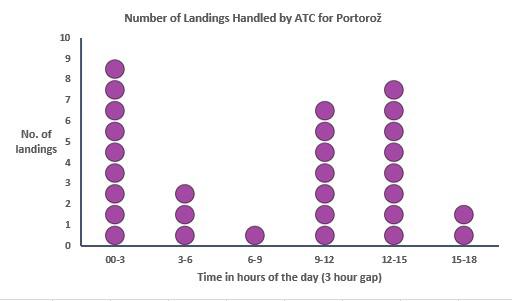 Number of Landings Handled by ATC for Portorož
10
9
8
7
6
5
4
3
2
1
0
No. of
landings
00-3 3-6 6-9 9-12 12-15 15-18
Time in hours of the day (3 hour gap)